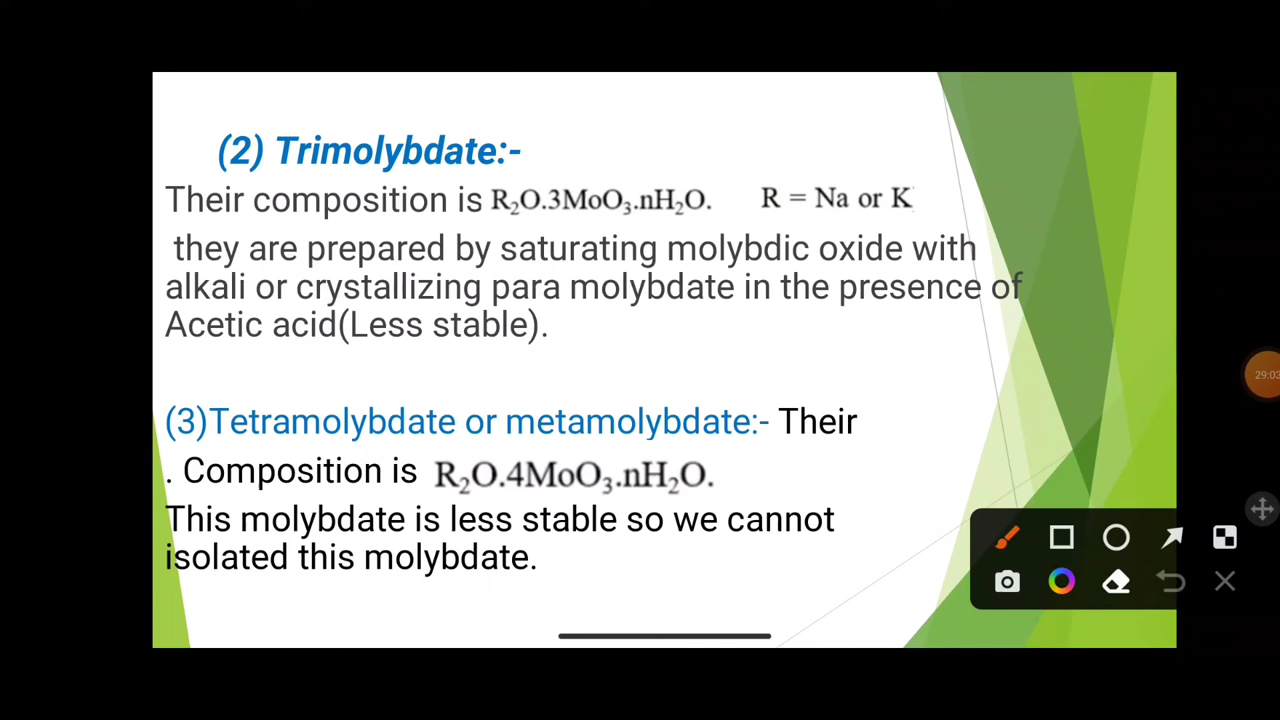 (2) Trimolybdate:-
Their composition is R₂O.3MoO₃.nH₂O. R = Na or K
they are prepared by saturating molybdic oxide with
alkali or crystallizing para molybdate in the presence of
Acetic acid(Less stable).
(3)Tetramolybdate or metamolybdate:- Their
. Composition is R₂O.4MoO₃.nH₂O.
This molybdate is less stable so we cannot
isolated this molybdate.
29:03